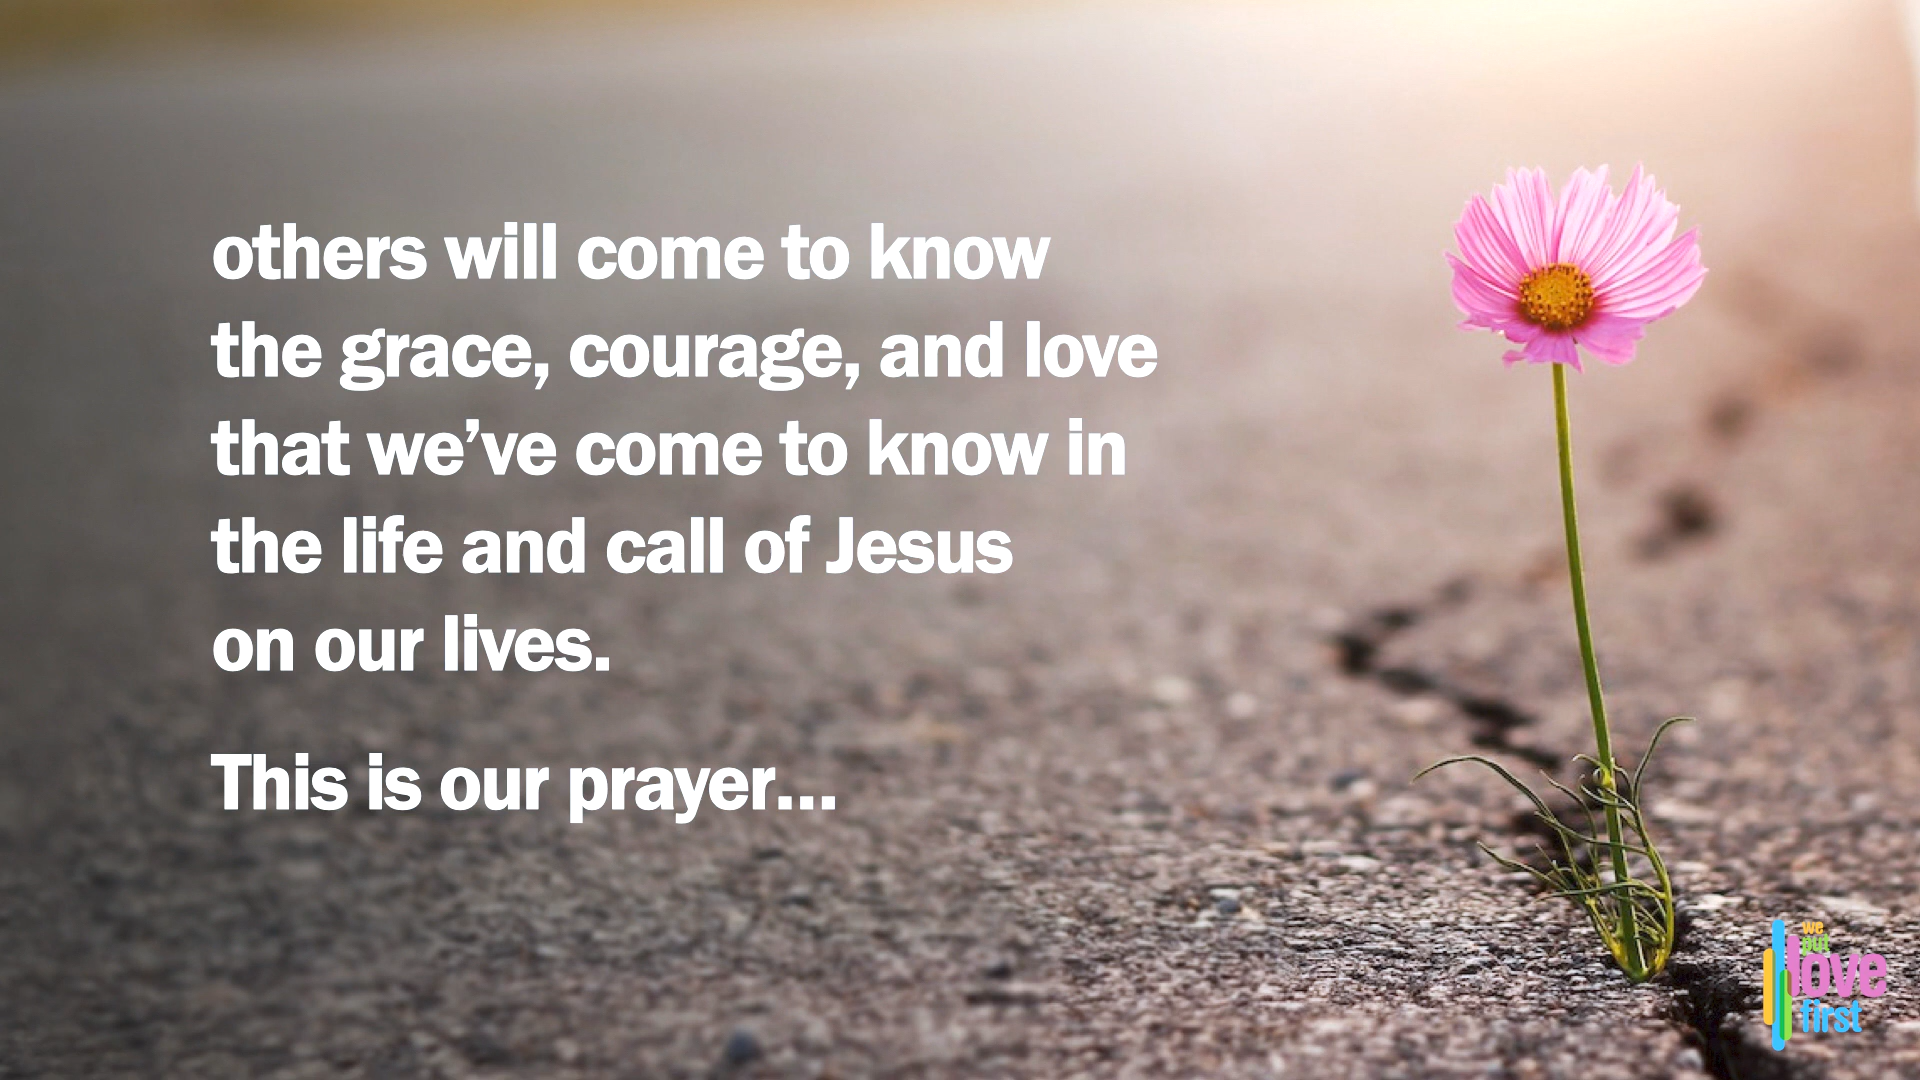 others will come to know
the grace, courage, and love
that we’ve come to know in
the life and call of Jesus
on our lives.
This is our prayer...
we
put
love
first